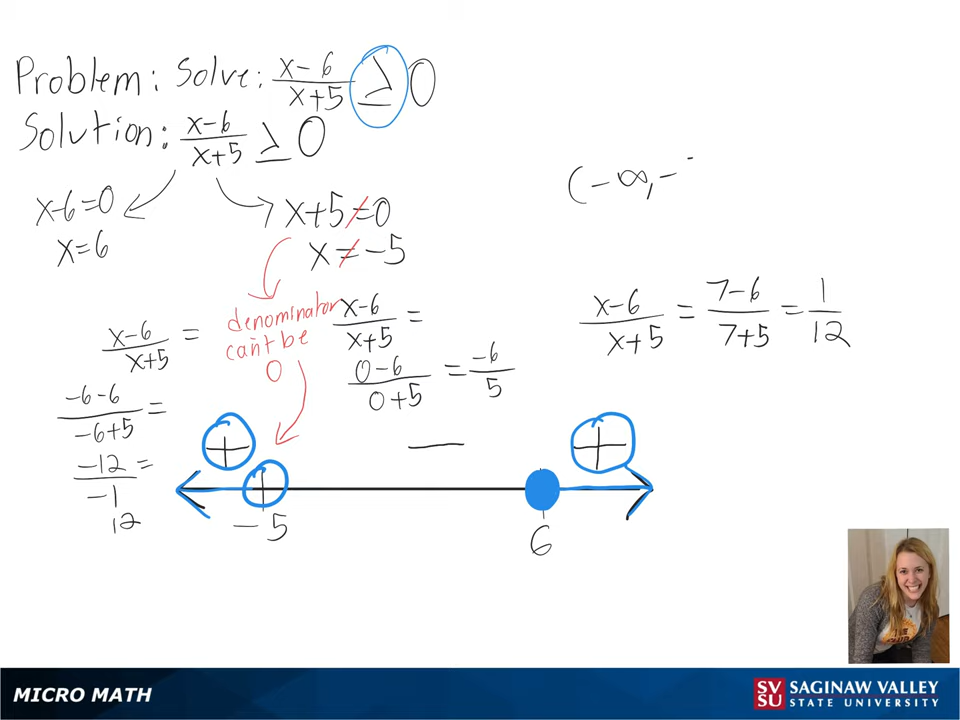 Problem: Solve: x-6/x+5 ≥ 0
Solution: x-6/x+5 ≥ 0
(-∞, -
x-6=0
x=6
x+5≠0
x≠-5
denominator
can't be
0
x-6/x+5 =
-6-6/-6+5 =
-12/-1 =
12
x-6/x+5 =
0-6/0+5 = -6/5
x-6/x+5 = 7-6/7+5 = 1/12
+ — +
-5 6
MICRO MATH
SVSU SAGINAW VALLEY
STATE UNIVERSITY